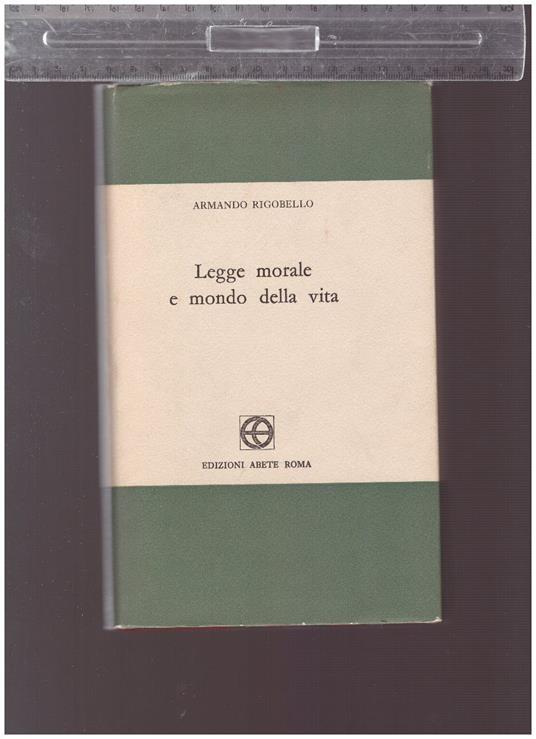 ARMANDO RIGOBELLO
Legge morale
e mondo della vita
EDIZIONI ABETE ROMA